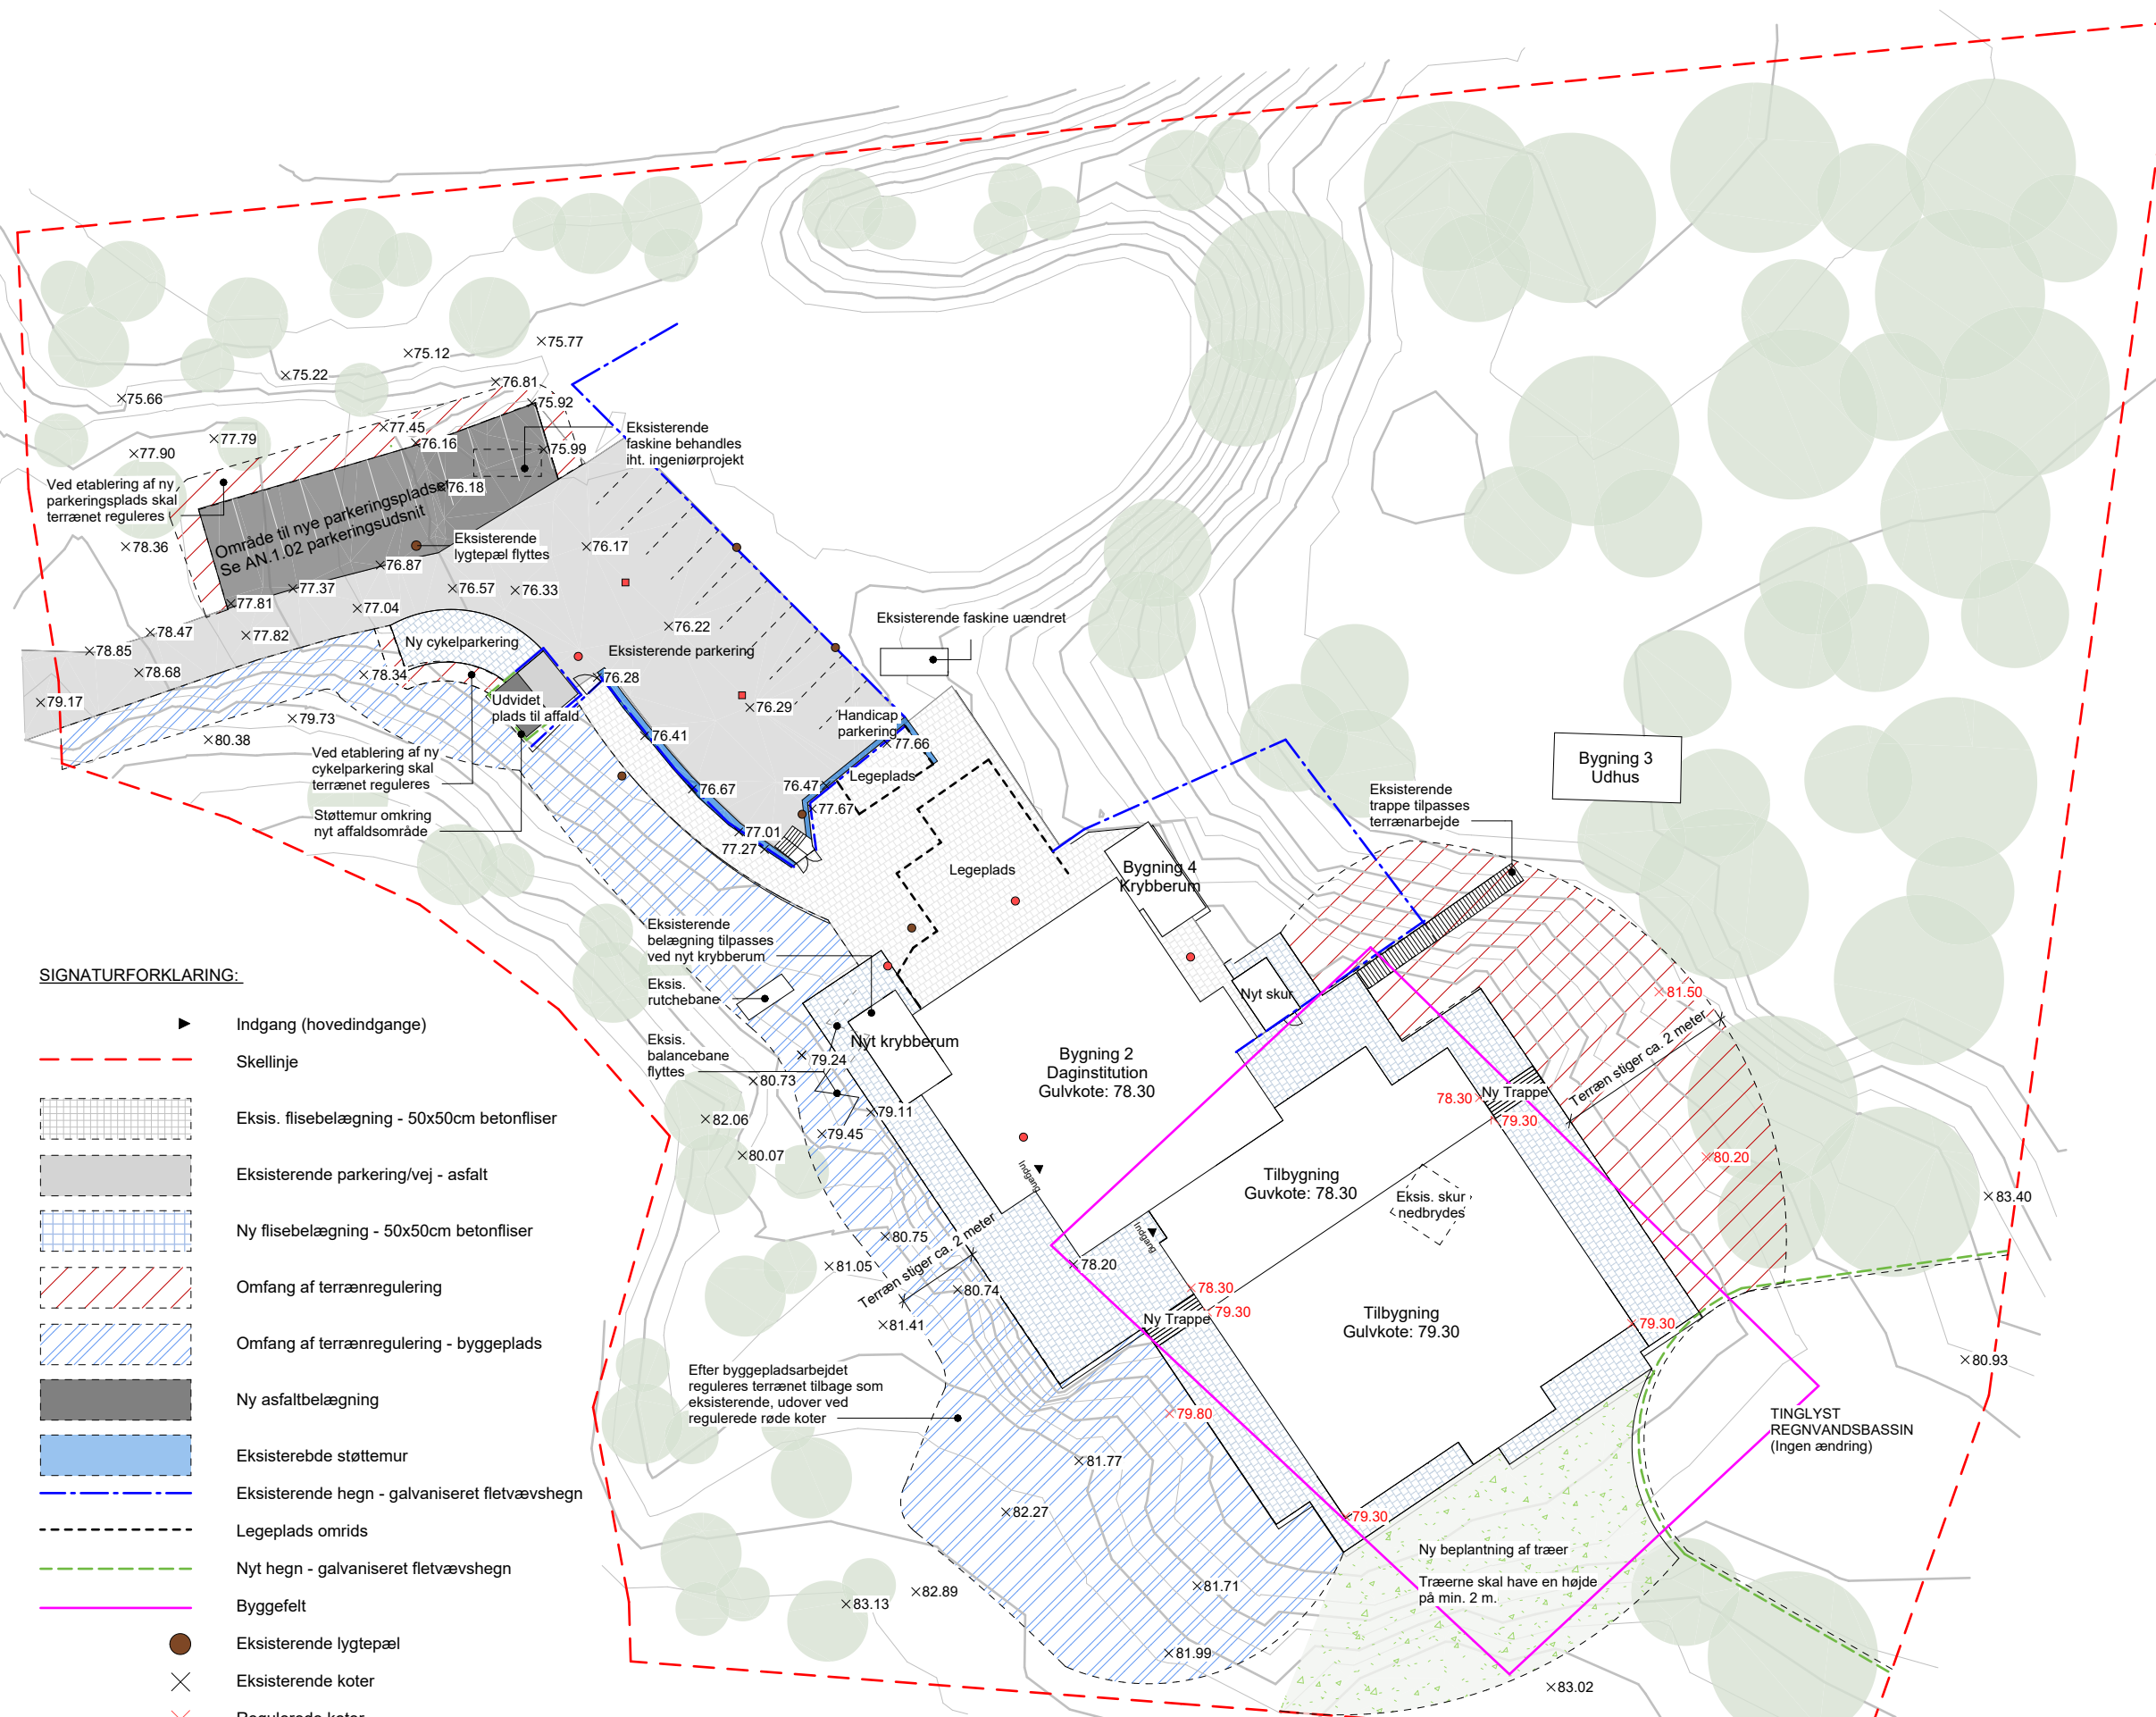 75.77
75.12
75.22
76.81
75.66
75.92
77.45
77.79
76.16
Eksisterende
faskine behandles
iht. ingeniørprojekt
77.90
75.99
Ved etablering af ny
parkeringsplads skal
terrænet reguleres
76.18
Område til nye parkeringspladser
Se AN.1.02 parkeringsudsnit
Eksisterende
lygtepæl flyttes
78.36
76.17
76.87
77.37
76.57
76.33
77.81
77.04
78.47
77.82
76.22
Eksisterende faskine uændret
Ny cykelparkering
Eksisterende parkering
78.85
78.68
78.34
76.28
79.17
Udvidet
plads til affald
76.29
79.73
Handicap
parkering
76.41
77.66
80.38
Ved etablering af ny
cykelparkering skal
terrænet reguleres
Legeplads
76.47
76.67
77.67
Bygning 3
Udhus
Eksisterende
trappe tilpasses
terrænarbejde
Støttemur omkring
nyt affaldsområde
77.01
77.27
Legeplads
Bygning 4
Krybberum
Eksisterende
belægning tilpasses
ved nyt krybberum
Eksis.
rutchebane
Nyt skur
81.50
Eksis.
balancebane
flyttes
Nyt krybberum
79.24
Terræn stiger ca. 2 meter
80.73
Bygning 2
Daginstitution
Gulvkote: 78.30
78.30
Ny Trappe
79.30
79.11
82.06
79.45
80.07
80.20
Indgang
Tilbygning
Guvkote: 78.30
Eksis. skur
nedbrydes
83.40
Indgang
80.75
Terræn stiger ca. 2 meter
81.05
78.20
80.74
78.30
79.30
Ny Trappe
81.41
Tilbygning
Gulvkote: 79.30
79.30
80.93
Efter byggepladsarbejdet
reguleres terrænet tilbage som
eksisterende, udover ved
regulerede røde koter
79.80
TINGLYST
REGNVANDSBASSIN
(Ingen ændring)
81.77
82.27
79.30
Ny beplantning af træer
Træerne skal have en højde
på min. 2 m.
81.71
82.89
83.13
81.99
83.02
SIGNATURFORKLARING:
Indgang (hovedindgange)
Skellinje
Eksis. flisebelægning - 50x50cm betonfliser
Eksisterende parkering/vej - asfalt
Ny flisebelægning - 50x50cm betonfliser
Omfang af terrænregulering
Omfang af terrænregulering - byggeplads
Ny asfaltbelægning
Eksisterebde støttemur
Eksisterende hegn - galvaniseret fletvævshegn
Legeplads omrids
Nyt hegn - galvaniseret fletvævshegn
Byggefelt
Eksisterende lygtepæl
Eksisterende koter
Regulerede koter